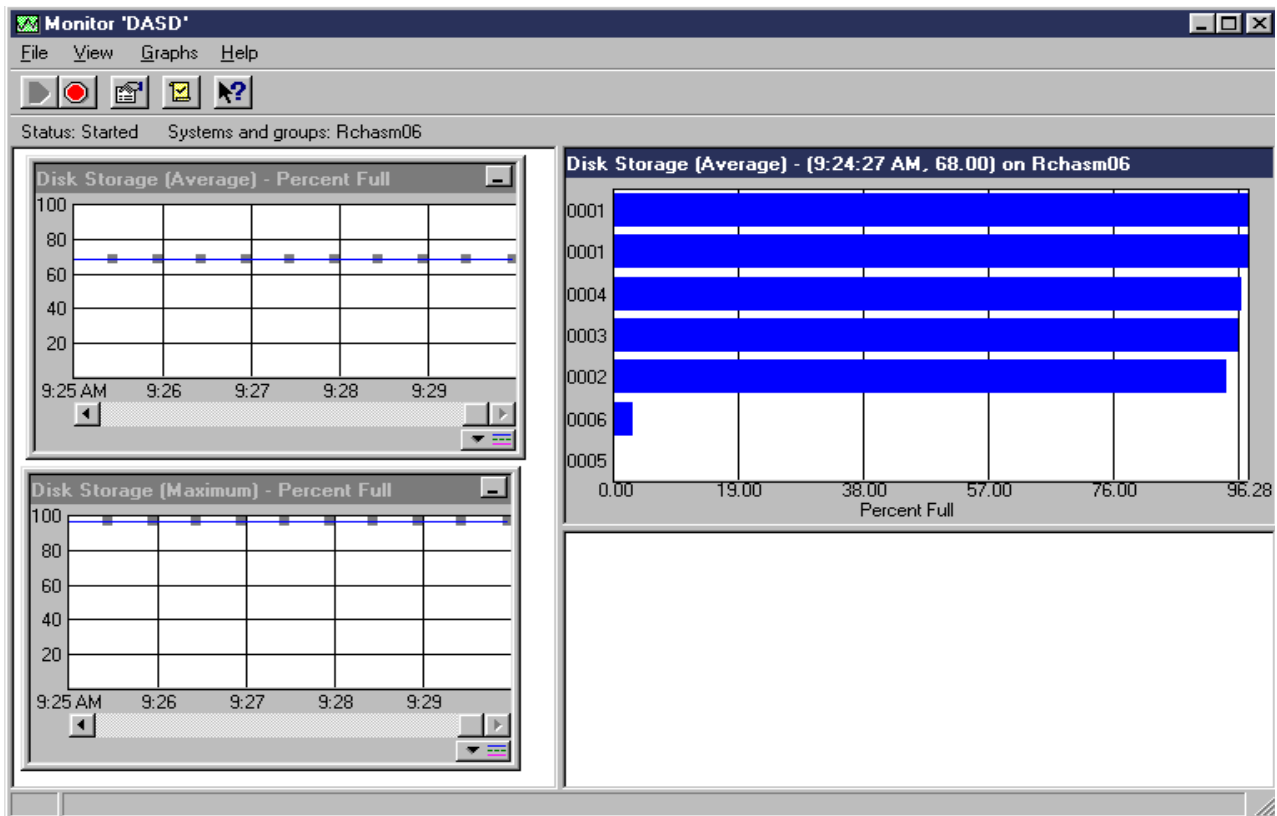 Monitor 'DASD'
File View Graphs Help
Status: Started Systems and groups: Rchasm06
Disk Storage (Average) - Percent Full
100
80
60
40
20
9:25 AM 9:26 9:27 9:28 9:29
Disk Storage (Maximum) - Percent Full
100
80
60
40
20
9:25 AM 9:26 9:27 9:28 9:29
Disk Storage (Average) - (9:24:27 AM, 68.00) on Rchasm06
0001
0001
0004
0003
0002
0006
0005
0.00 19.00 38.00 57.00 76.00 96.28
Percent Full